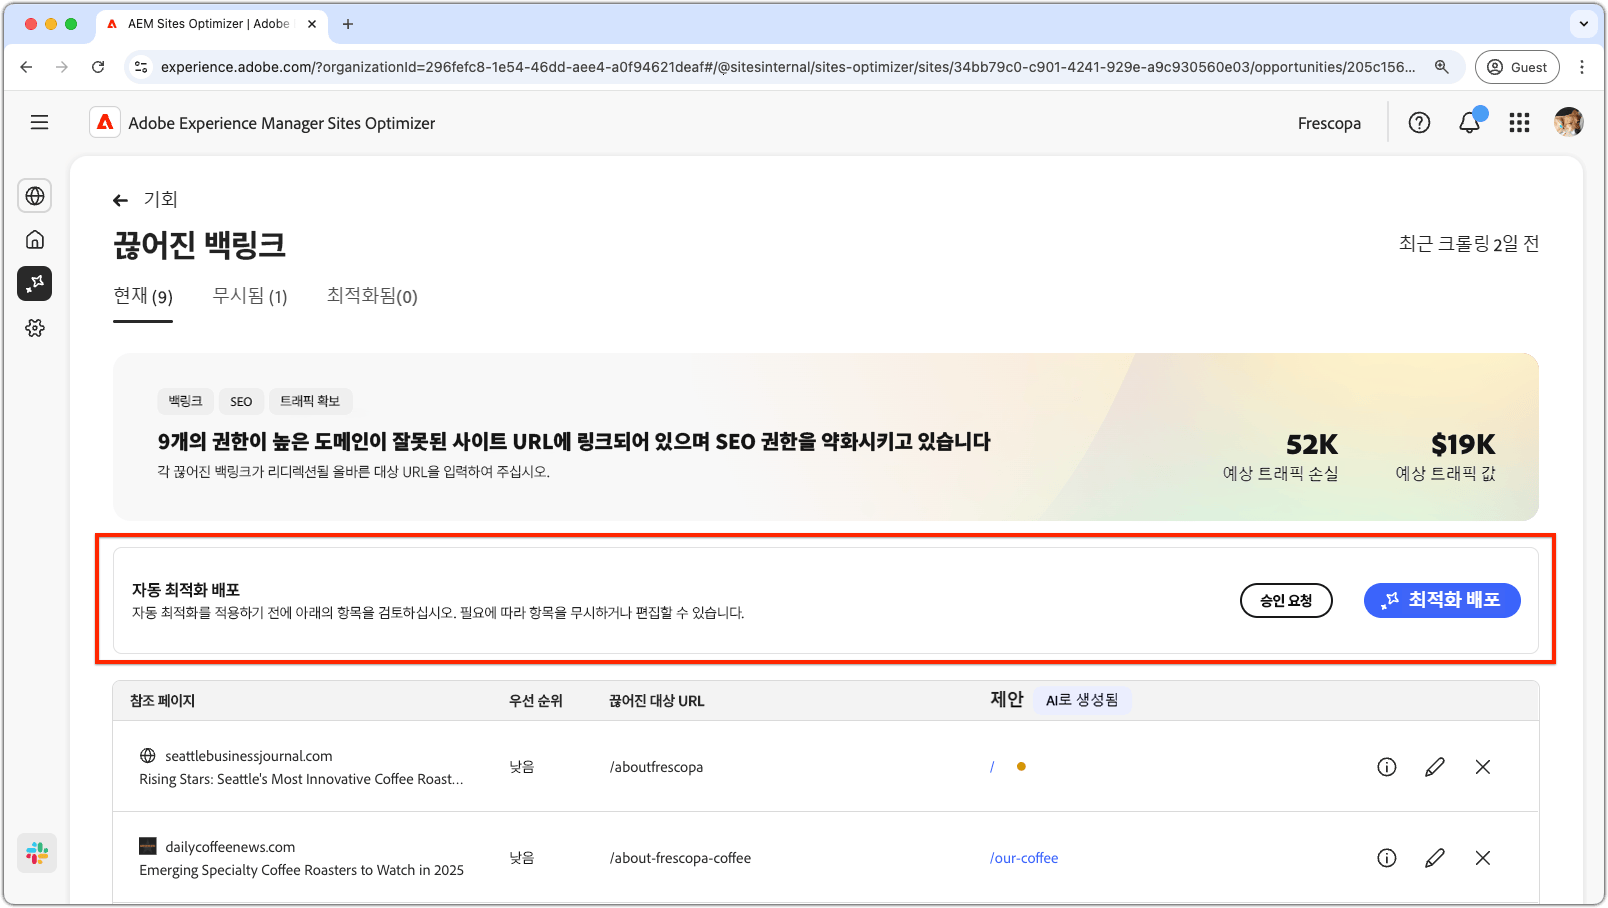 AEM Sites Optimizer | Adobe
experience.adobe.com/?organizationId=296fefc8-1e54-46dd-aee4-a0f94621deaf#/@sitesinternal/sites-optimizer/sites/34bb79c0-c901-4241-929e-a9c930560e03/opportunities/205c156...
Guest
Adobe Experience Manager Sites Optimizer
Frescopa
기회
끊어진 백링크
최근 크롤링 2일 전
현재 (9) 무시됨 (1) 최적화됨(0)
백링크 SEO 트래픽 확보
9개의 권한이 높은 도메인이 잘못된 사이트 URL에 링크되어 있으며 SEO 권한을 약화시키고 있습니다
각 끊어진 백링크가 리디렉션될 올바른 대상 URL을 입력하여 주십시오.
52K $19K
예상 트래픽 손실 예상 트래픽 값
자동 최적화 배포
자동 최적화를 적용하기 전에 아래의 항목을 검토하십시오. 필요에 따라 항목을 무시하거나 편집할 수 있습니다.
승인 요청 최적화 배포
참조 페이지 우선 순위 끊어진 대상 URL 제안 AI로 생성됨
seattlebusinessjournal.com
Rising Stars: Seattle's Most Innovative Coffee Roast...
낮음 /aboutfrescopa /
dailycoffeenews.com
Emerging Specialty Coffee Roasters to Watch in 2025
낮음 /about-frescopa-coffee /our-coffee